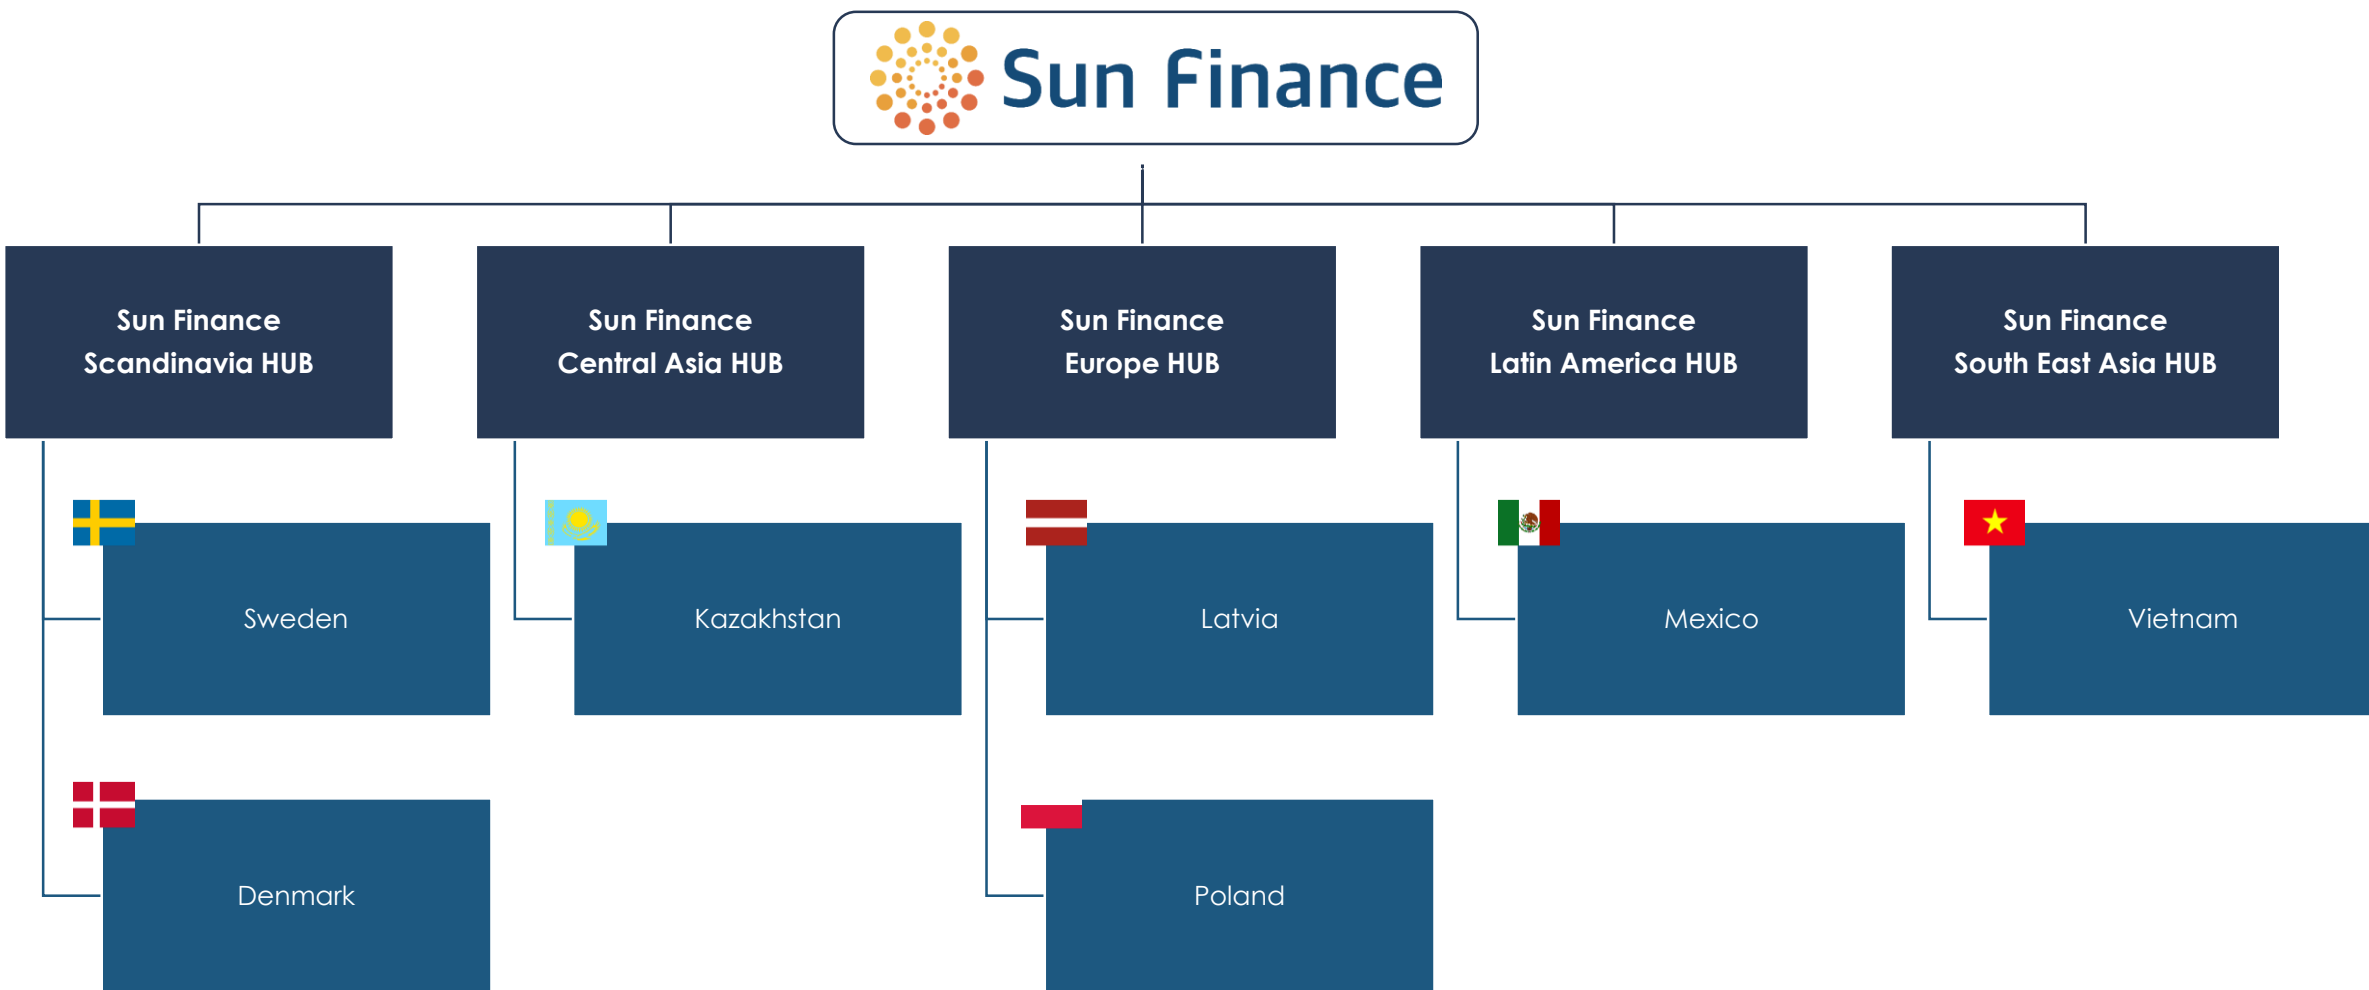 Sun Finance
Sun Finance
Scandinavia HUB
Sun Finance
Central Asia HUB
Sun Finance
Europe HUB
Sun Finance
Latin America HUB
Sun Finance
South East Asia HUB
Sweden
Kazakhstan
Latvia
Mexico
Vietnam
Denmark
Poland